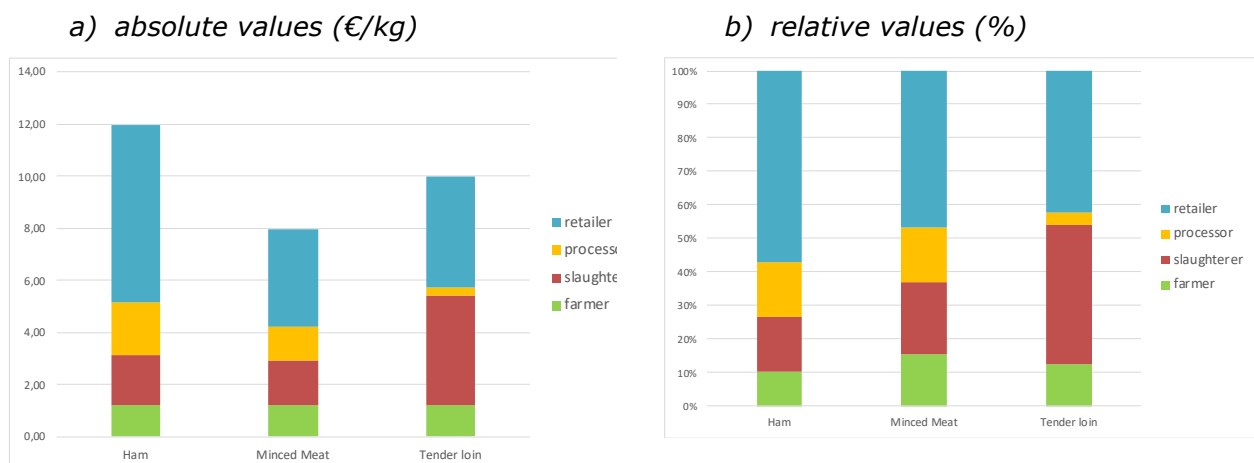 a) absolute values (€/kg)
14,00
12,00
10,00
8,00
6,00
4,00
2,00
0,00
Ham
Minced Meat
Tender loin
retailer
processo
slaughte
farmer
b) relative values (%)
100%
90%
80%
70%
60%
50%
40%
30%
20%
10%
0%
Ham
Minced Meat
Tender loin
retailer
processor
slaughterer
farmer